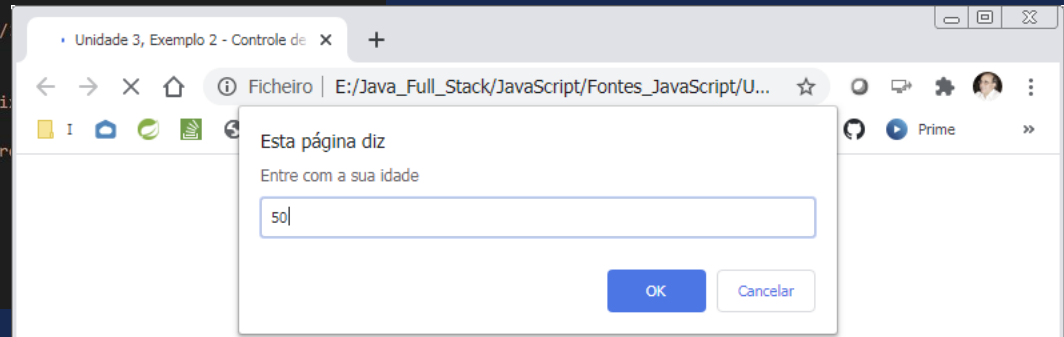 Unidade 3, Exemplo 2 - Controle de
Ficheiro | E:/Java_Full_Stack/JavaScript/Fontes_JavaScript/U...
I
Prime
»
Esta página diz
Entre com a sua idade
50
OK
Cancelar